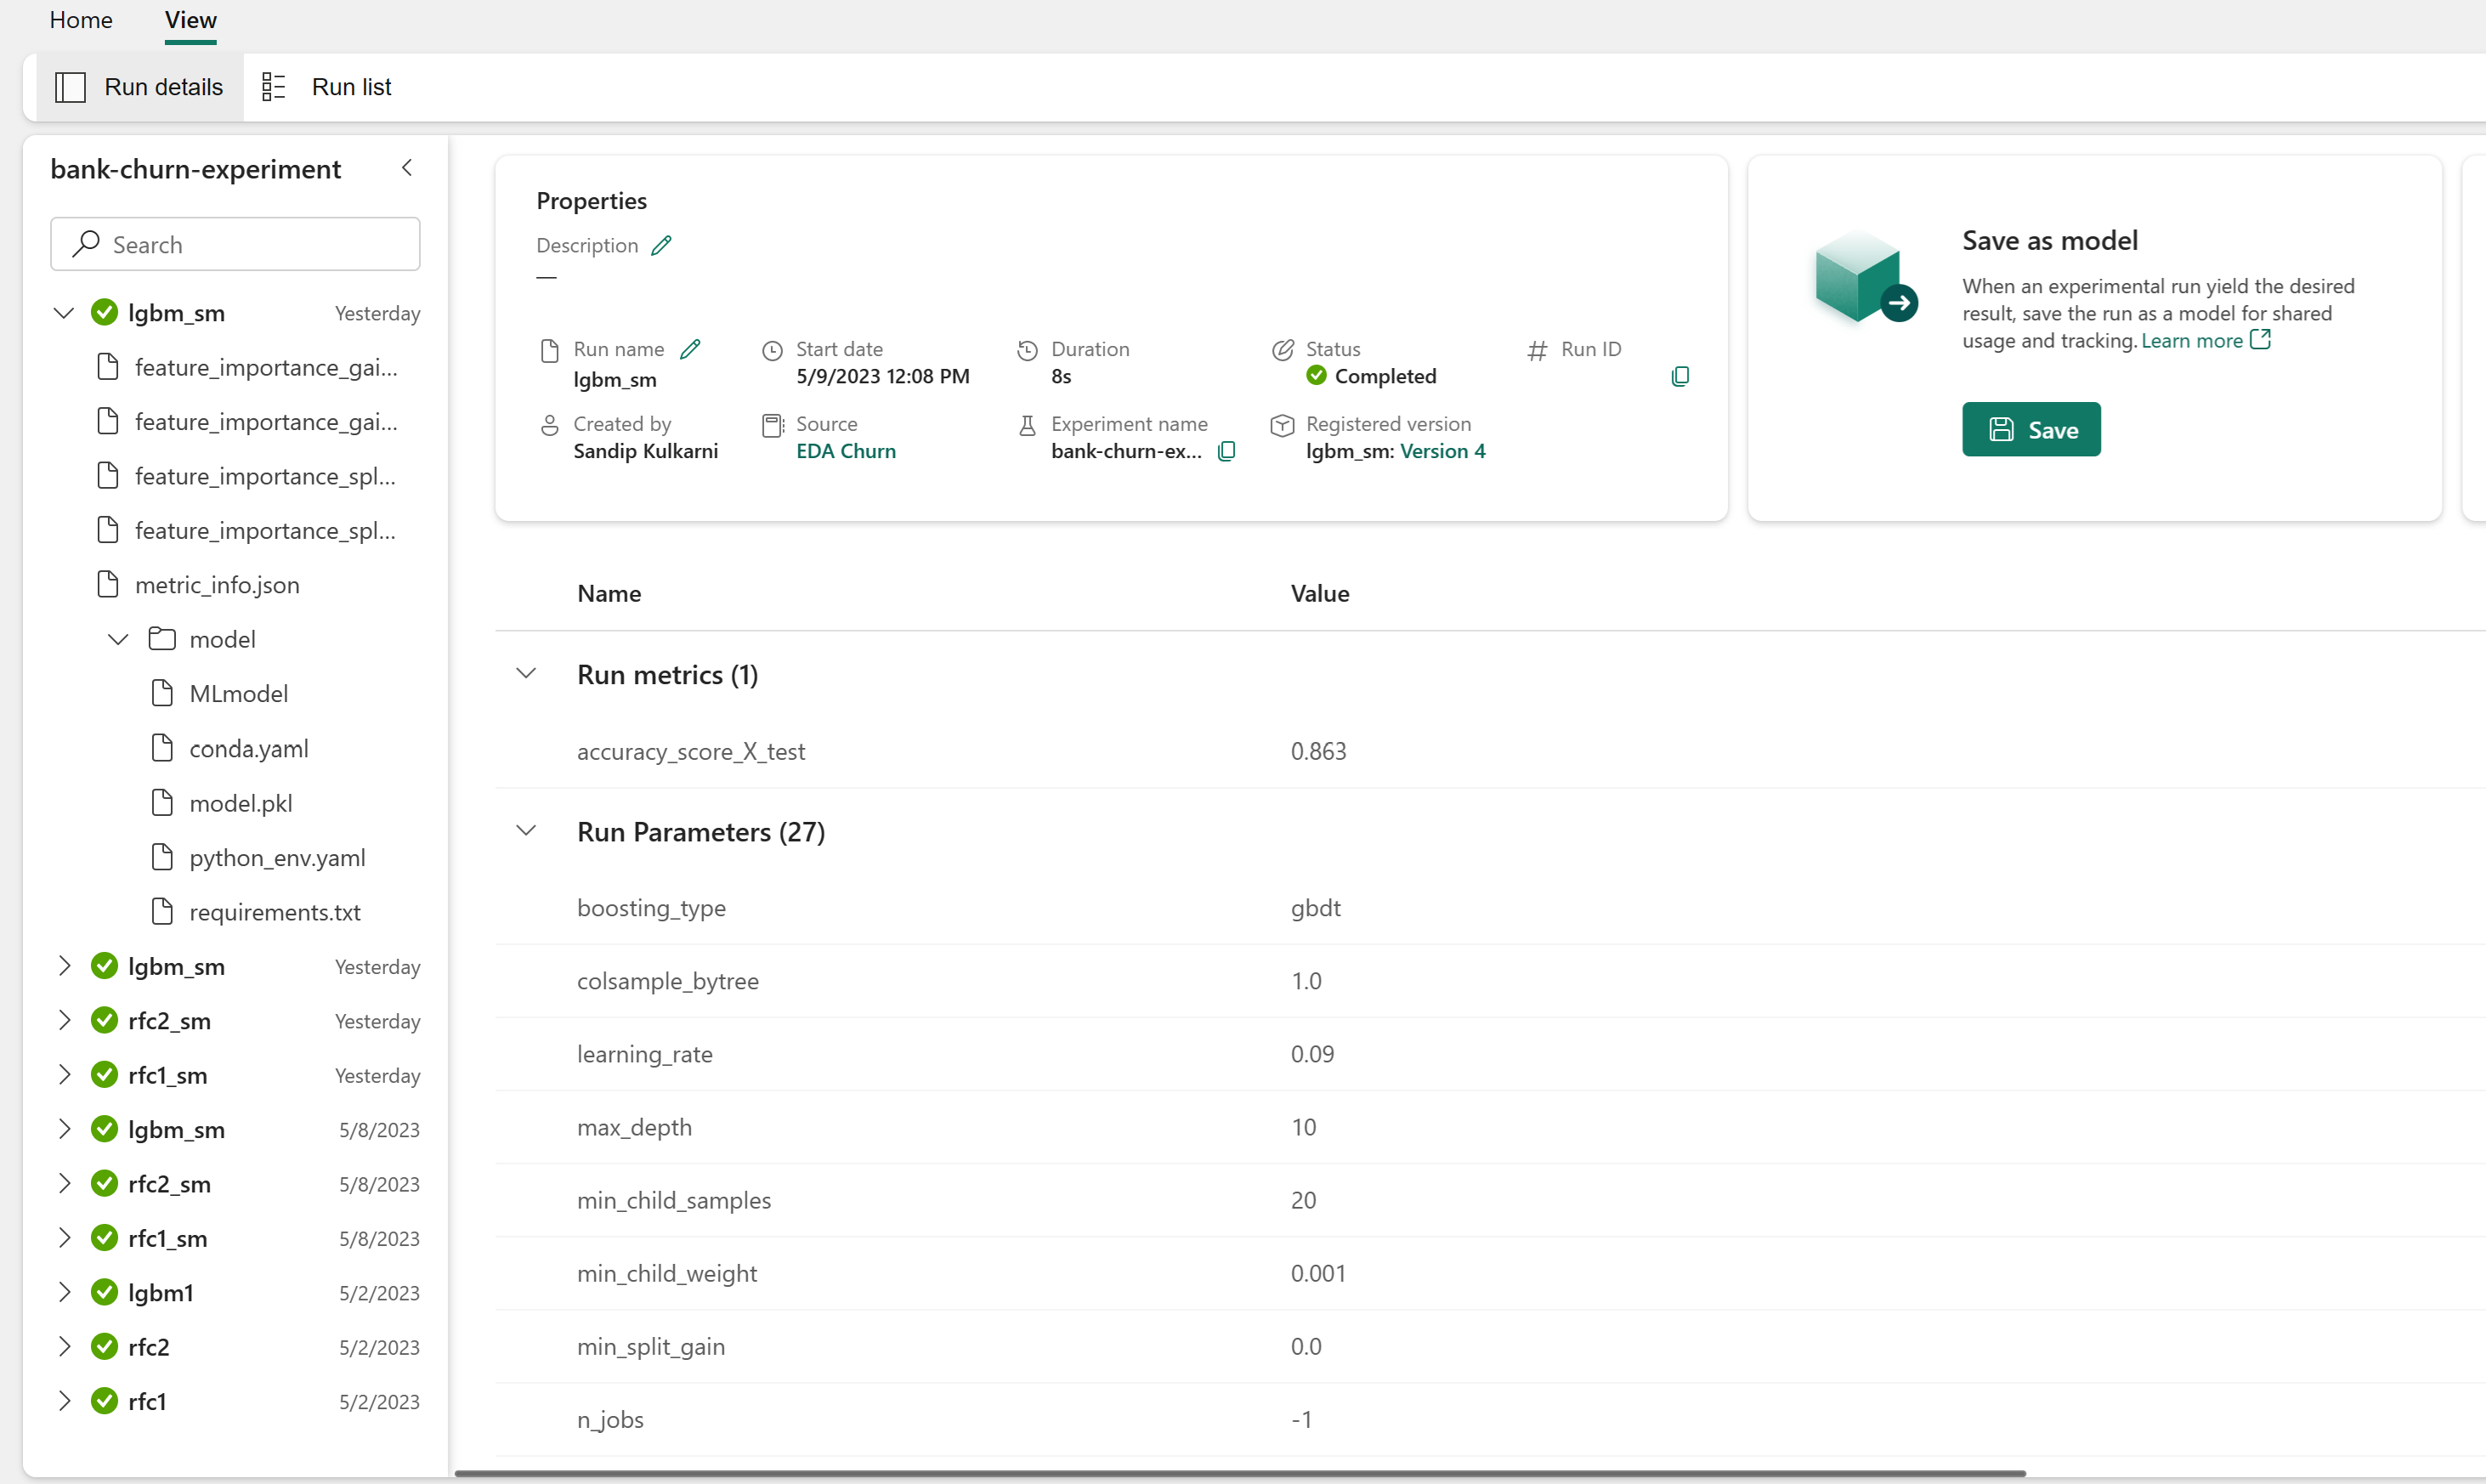 Home View
Run details Run list
bank-churn-experiment
Search
lgbm_sm Yesterday
feature_importance_gai...
feature_importance_gai...
feature_importance_spl...
feature_importance_spl...
metric_info.json
model
MLmodel
conda.yaml
model.pkl
python_env.yaml
requirements.txt
lgbm_sm Yesterday
rfc2_sm Yesterday
rfc1_sm Yesterday
lgbm_sm 5/8/2023
rfc2_sm 5/8/2023
rfc1_sm 5/8/2023
lgbm1 5/2/2023
rfc2 5/2/2023
rfc1 5/2/2023
Properties
Description
—
Run name Start date Duration Status Run ID
lgbm_sm 5/9/2023 12:08 PM 8s Completed
Created by Source Experiment name Registered version
Sandip Kulkarni EDA Churn bank-churn-ex... lgbm_sm: Version 4
Save as model
When an experimental run yield the desired
result, save the run as a model for shared
usage and tracking. Learn more
Save
Name Value
Run metrics (1)
accuracy_score_X_test 0.863
Run Parameters (27)
boosting_type gbdt
colsample_bytree 1.0
learning_rate 0.09
max_depth 10
min_child_samples 20
min_child_weight 0.001
min_split_gain 0.0
n_jobs -1